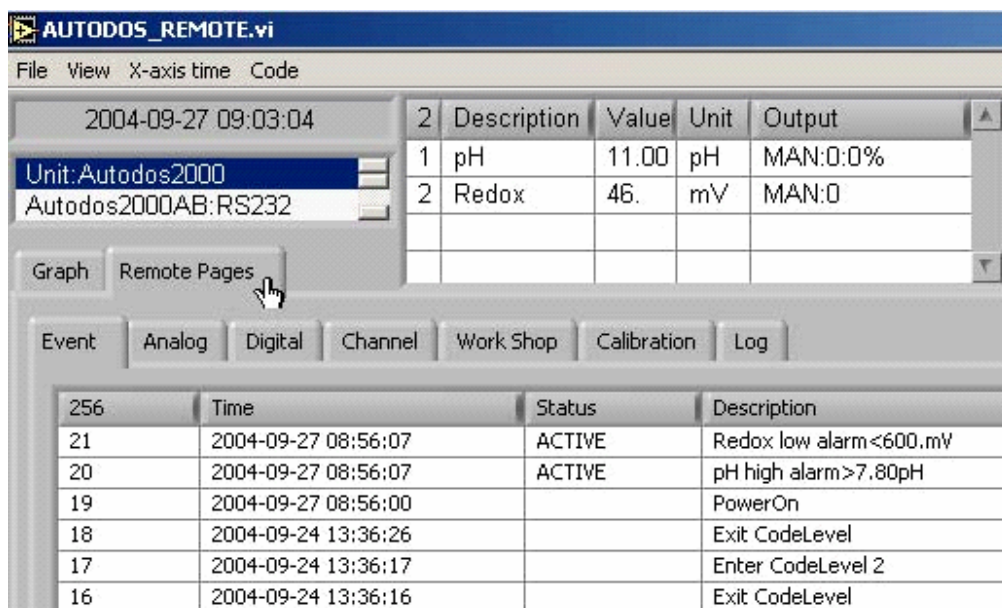 AUTODOS_REMOTE.vi
File View X-axis time Code
2004-09-27 09:03:04
Unit:Autodos2000
Autodos2000AB:RS232
2 Description Value Unit Output
1 pH 11.00 pH MAN:0:0%
2 Redox 46. mV MAN:0
Graph Remote Pages
Event Analog Digital Channel Work Shop Calibration Log
256 Time Status Description
21 2004-09-27 08:56:07 ACTIVE Redox low alarm<600.mV
20 2004-09-27 08:56:07 ACTIVE pH high alarm>7.80pH
19 2004-09-27 08:56:00 PowerOn
18 2004-09-24 13:36:26 Exit CodeLevel
17 2004-09-24 13:36:17 Enter CodeLevel 2
16 2004-09-24 13:36:16 Exit CodeLevel